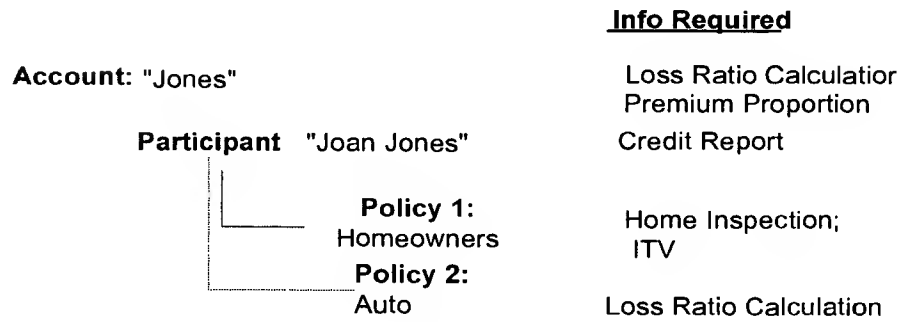 Info Required
Account: "Jones" Loss Ratio Calculatior
Premium Proportion
Participant "Joan Jones" Credit Report
Policy 1:
Homeowners
Home Inspection;
ITV
Policy 2:
Auto Loss Ratio Calculation